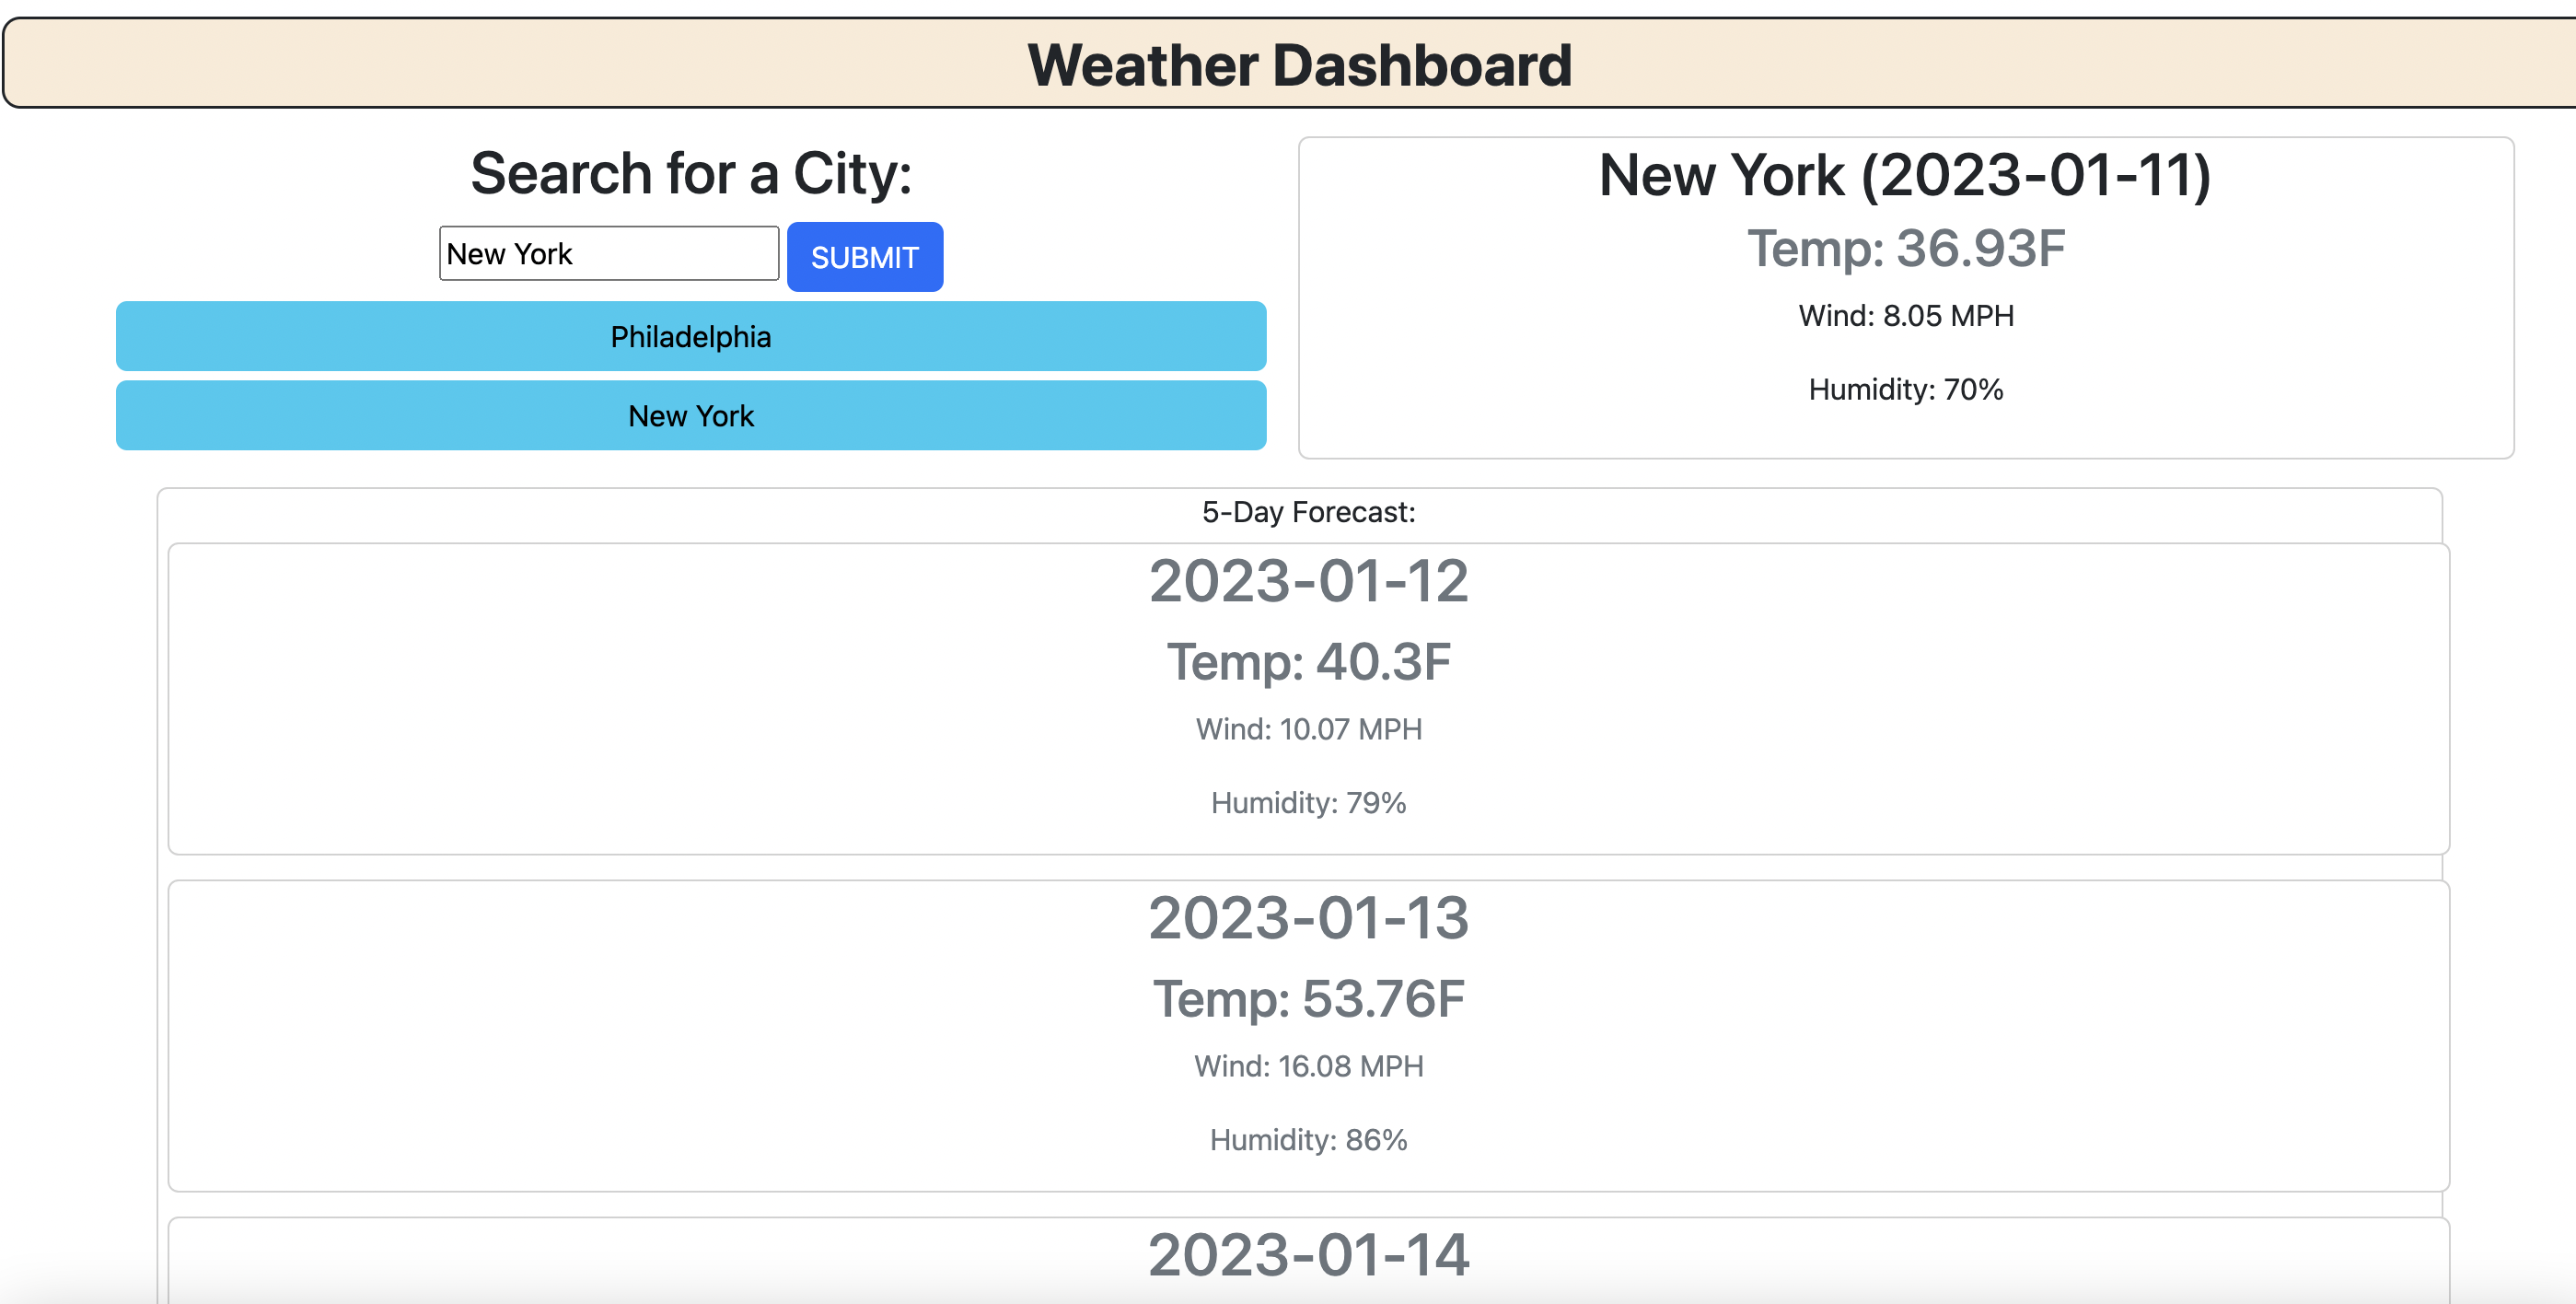 Weather Dashboard
Search for a City:
New York
SUBMIT
Philadelphia
New York
New York (2023-01-11)
Temp: 36.93F
Wind: 8.05 MPH
Humidity: 70%
5-Day Forecast:
2023-01-12
Temp: 40.3F
Wind: 10.07 MPH
Humidity: 79%
2023-01-13
Temp: 53.76F
Wind: 16.08 MPH
Humidity: 86%
2023-01-14